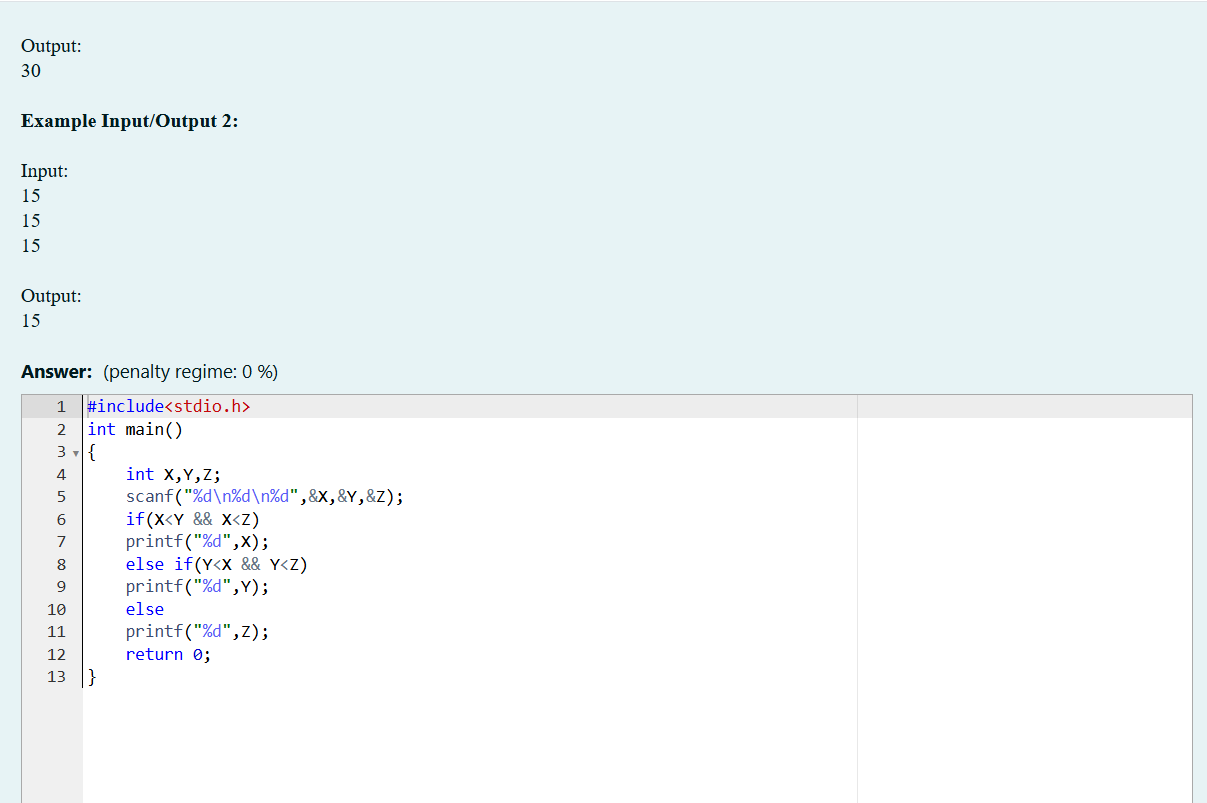 Output:
30
Example Input/Output 2:
Input:
15
15
15
Output:
15
Answer: (penalty regime: 0 %)
1 #include<stdio.h>
2 int main()
3 {
4 int X,Y,Z;
5 scanf("%d\n%d\n%d",&X,&Y,&Z);
6 if(X<Y && X<Z)
7 printf("%d",X);
8 else if(Y<X && Y<Z)
9 printf("%d",Y);
10 else
11 printf("%d",Z);
12 return 0;
13 }